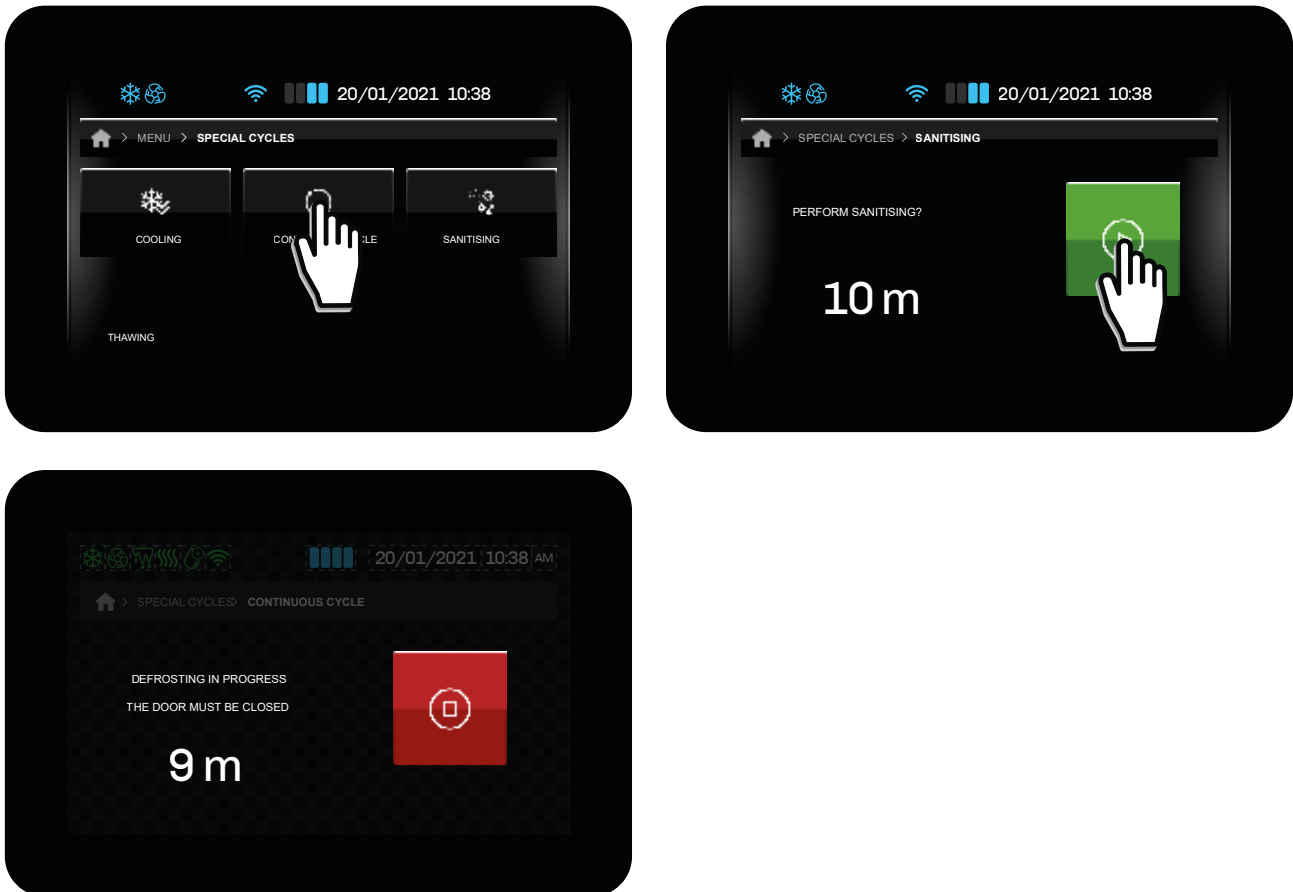 20/01/2021 10:38
> MENU > SPECIAL CYCLES
COOLING
CON CLE
SANITISING
THAWING
20/01/2021 10:38
> SPECIAL CYCLES > SANITISING
PERFORM SANITISING?
10 m
20/01/2021 10:38 AM
> SPECIAL CYCLES> CONTINUOUS CYCLE
DEFROSTING IN PROGRESS
THE DOOR MUST BE CLOSED
9 m